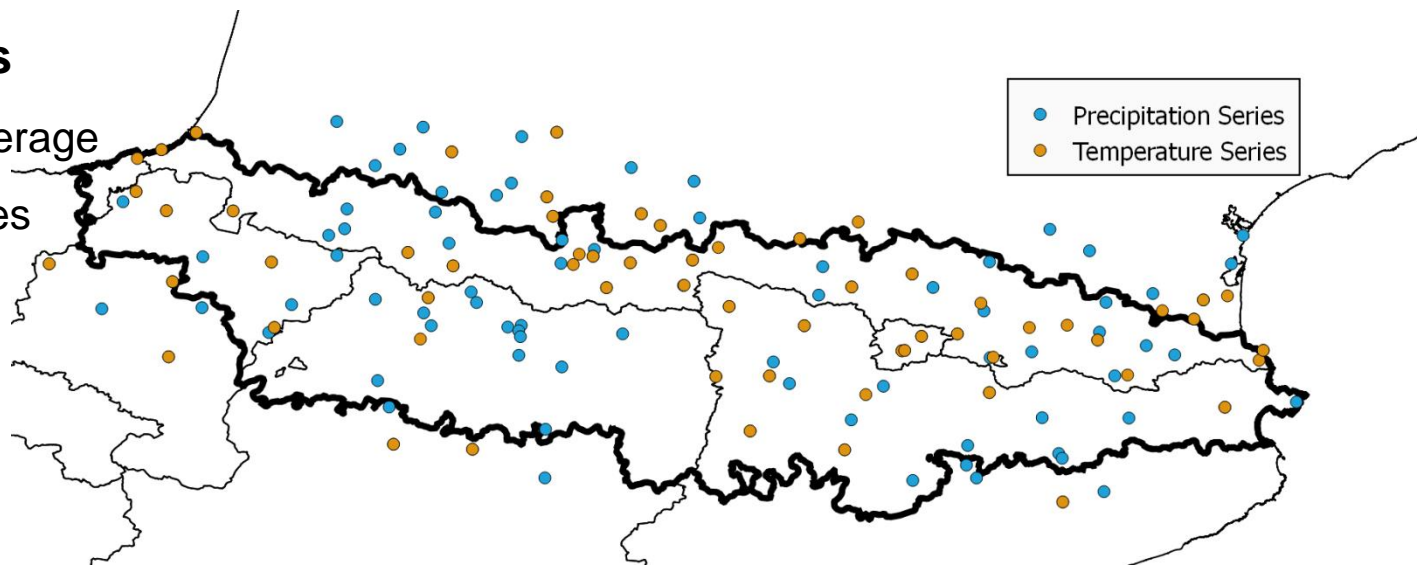 s
erage
es
Precipitation Series
Temperature Series